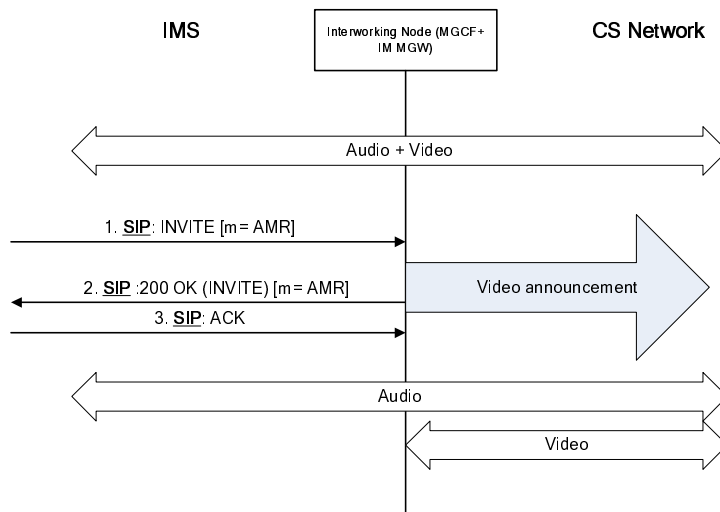 IMS
Interworking Node (MGCF+
IM MGW)
CS Network
Audio + Video
1. SIP: INVITE [m= AMR]
2. SIP :200 OK (INVITE) [m= AMR]
Video announcement
3. SIP: ACK
Audio
Video